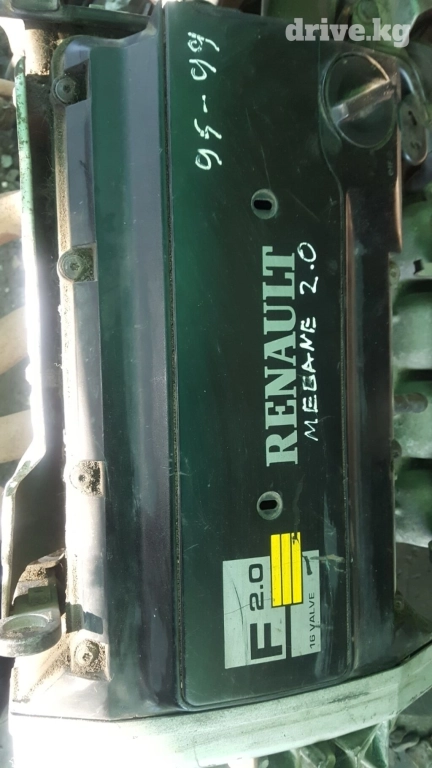 drive.kg
95-99
RENAULT
MEGANE 2.0
F 2.0
16 VALVE